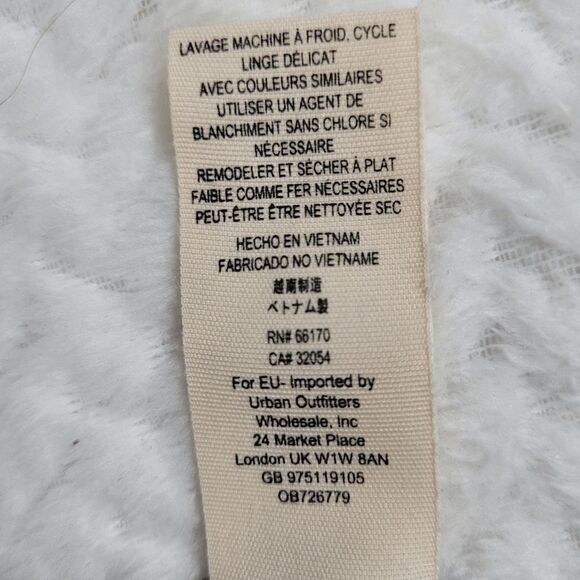 LAVAGE MACHINE À FROID, CYCLE
LINGE DÉLICAT
AVEC COULEURS SIMILAIRES
UTILISER UN AGENT DE
BLANCHIMENT SANS CHLORE SI
NÉCESSAIRE
REMODELER ET SÉCHER À PLAT
FAIBLE COMME FER NÉCESSAIRES
PEUT-ÊTRE ÊTRE NETTOYÉE SEC
HECHO EN VIETNAM
FABRICADO NO VIETNAME
越南制造
ベトナム製
RN# 66170
CA# 32054
For EU- Imported by
Urban Outfitters
Wholesale, Inc
24 Market Place
London UK W1W 8AN
GB 975119105
OB726779